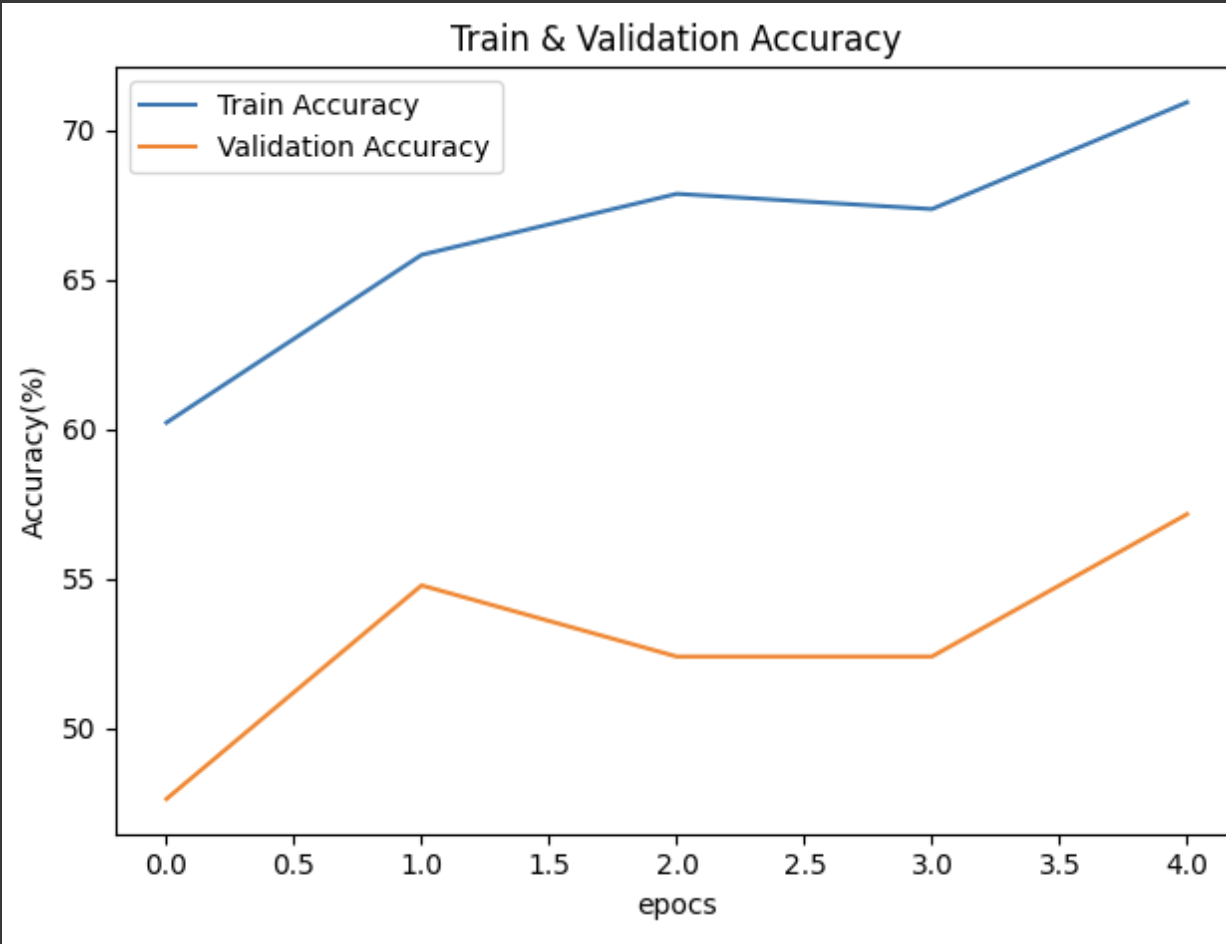 Train & Validation Accuracy
Train Accuracy
Validation Accuracy
70
65
60
55
50
Accuracy(%)
0.0 0.5 1.0 1.5 2.0 2.5 3.0 3.5 4.0
epocs